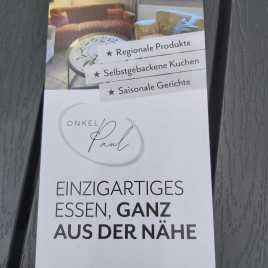 ★ Regionale Produkte
★ Selbstgebackene Kuchen
★ Saisonale Gerichte
ONKEL
Paul
EINZIGARTIGES
ESSEN, GANZ
AUS DER NÄHE